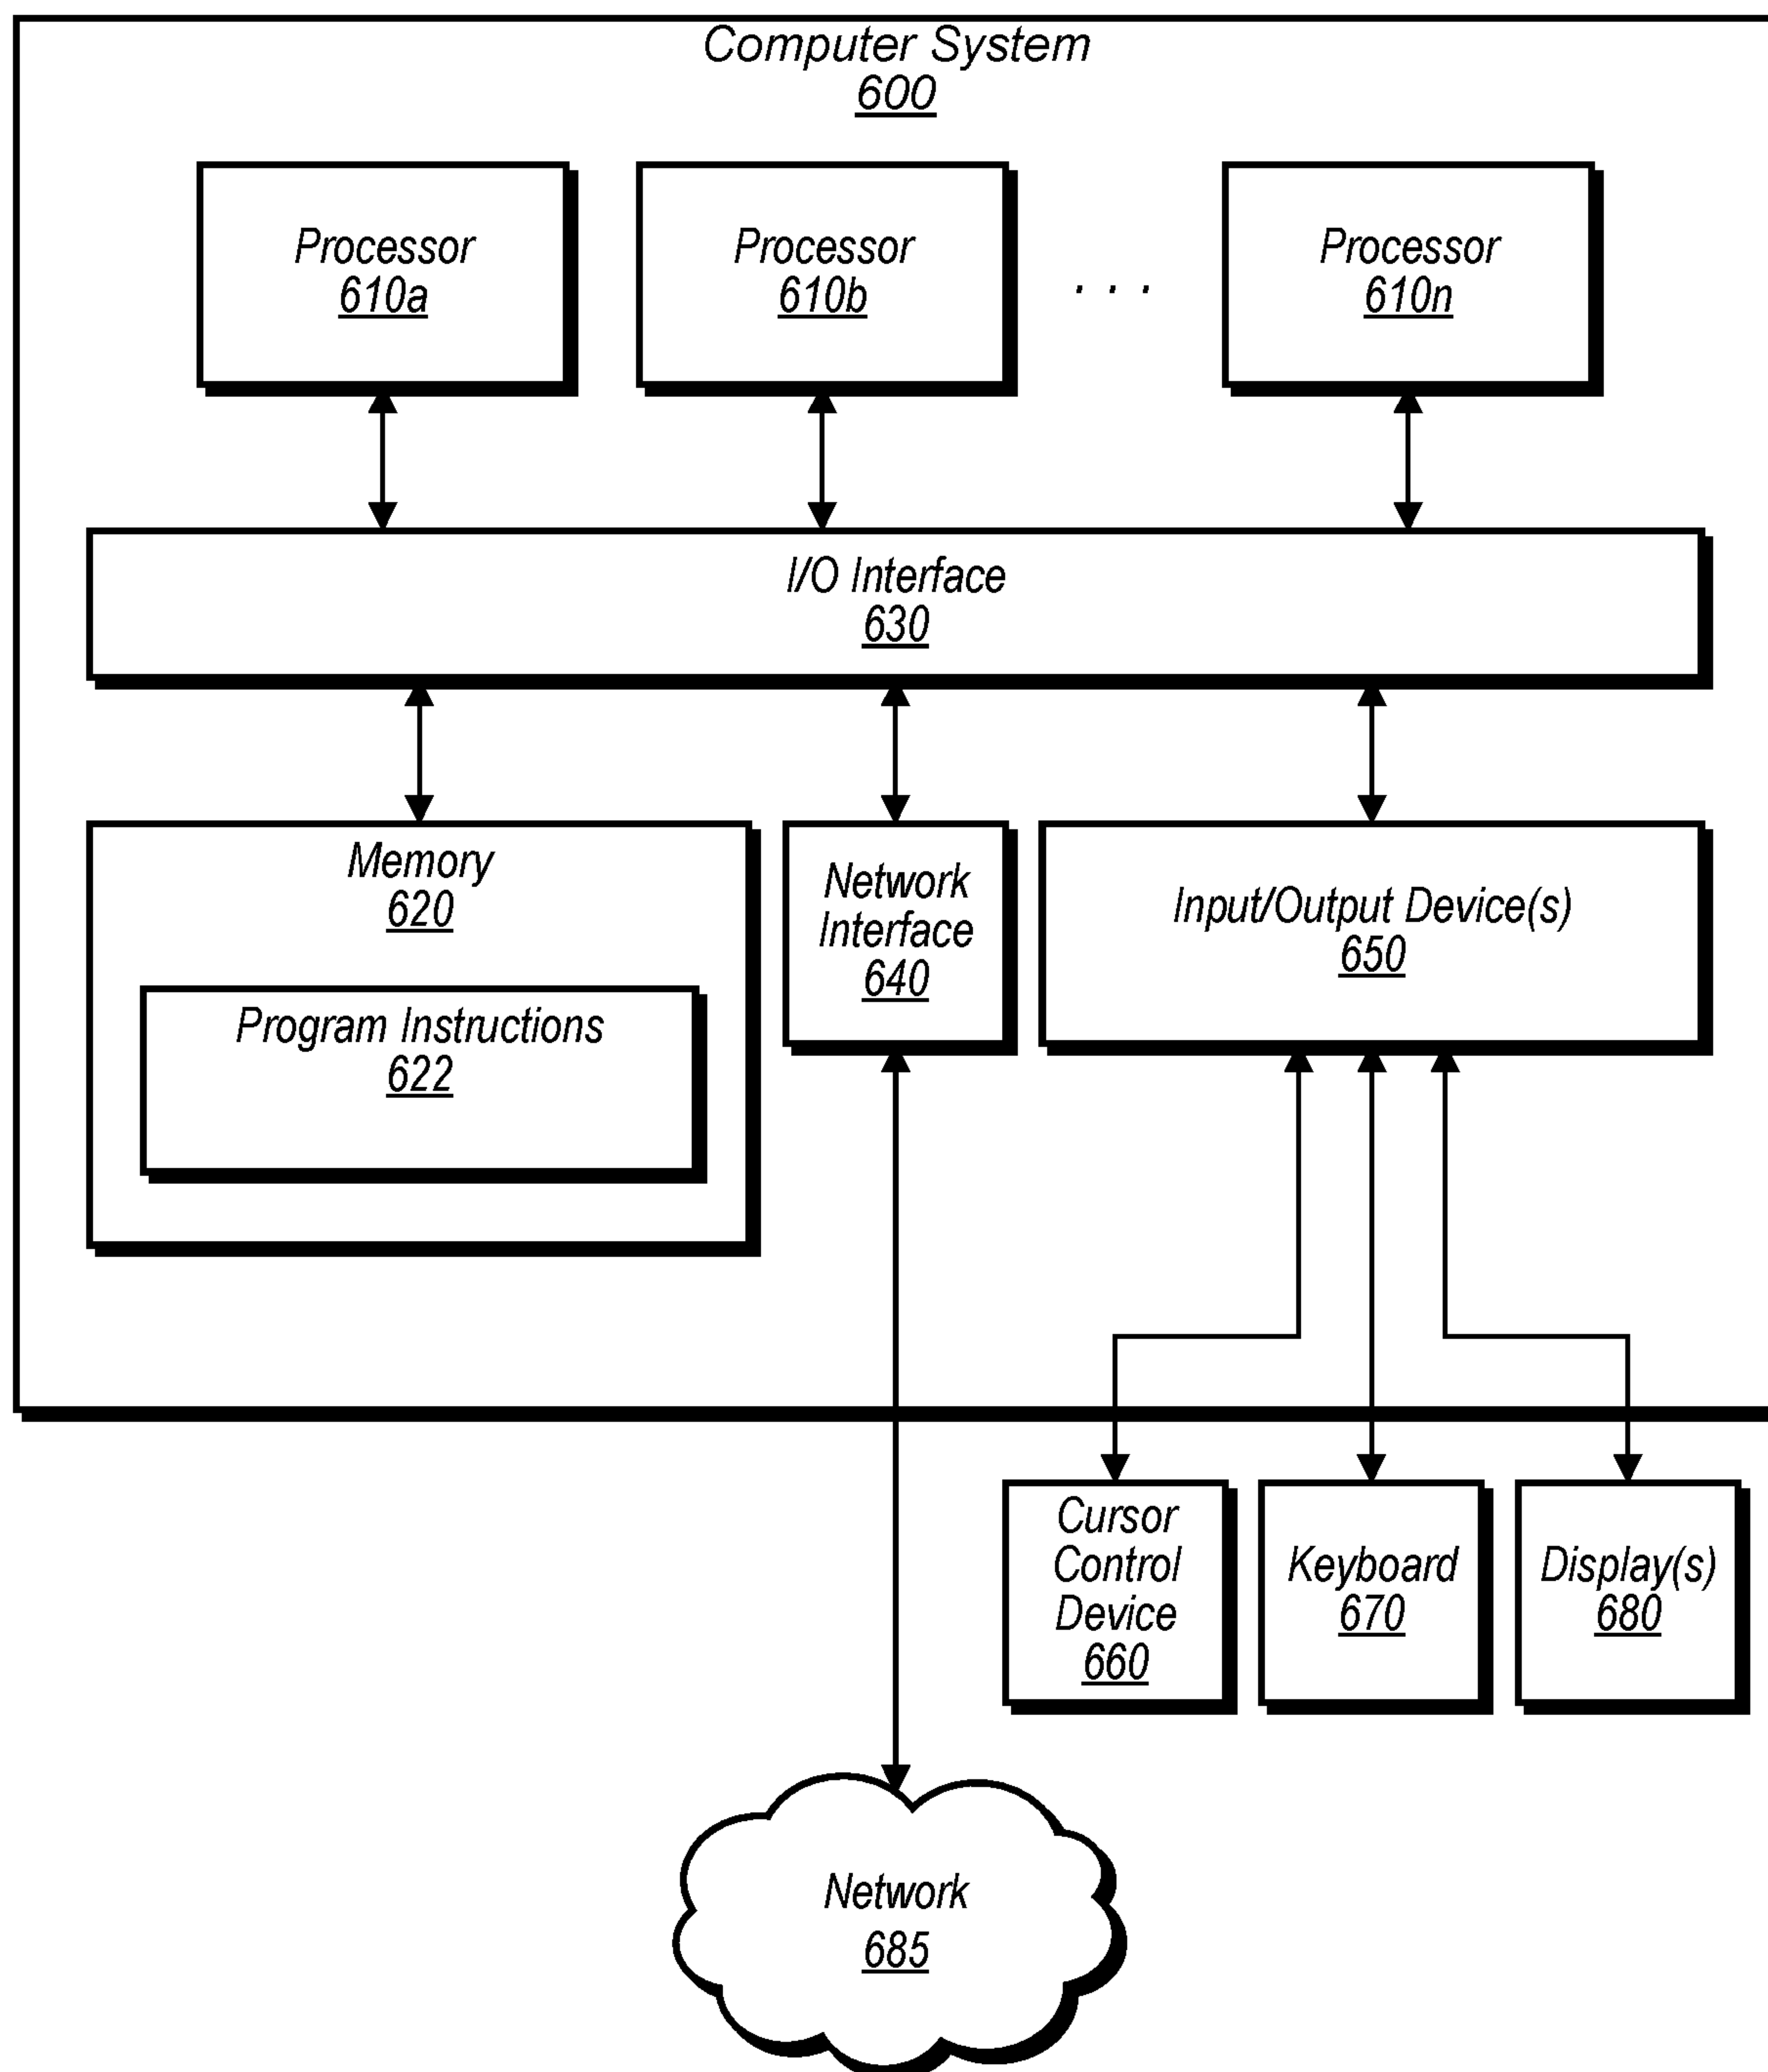 Computer System
600
Processor
610a
Processor
610b
. . .
Processor
610n
I/O Interface
630
Memory
620
Program Instructions
622
Network
Interface
640
Input/Output Device(s)
650
Cursor
Control
Device
660
Keyboard
670
Display(s)
680
Network
685